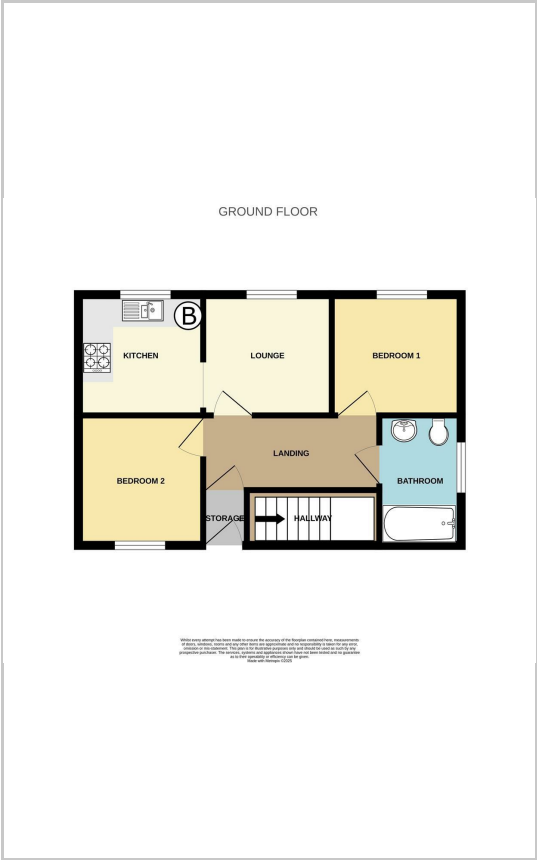 GROUND FLOOR
B
KITCHEN
LOUNGE
BEDROOM 1
LANDING
BEDROOM 2
BATHROOM
STORAGE
HALLWAY
Whilst every attempt has been made to ensure the accuracy of the floorplan contained here, measurements
of doors, windows, rooms and any other items are approximate and no responsibility is taken for any error,
omission or mis-statement. This plan is for illustrative purposes only and should be used as such by any
prospective purchaser. The services, systems and appliances shown have not been tested and no guarantee
as to their operability or efficiency can be given.
Made with Metropix ©2025